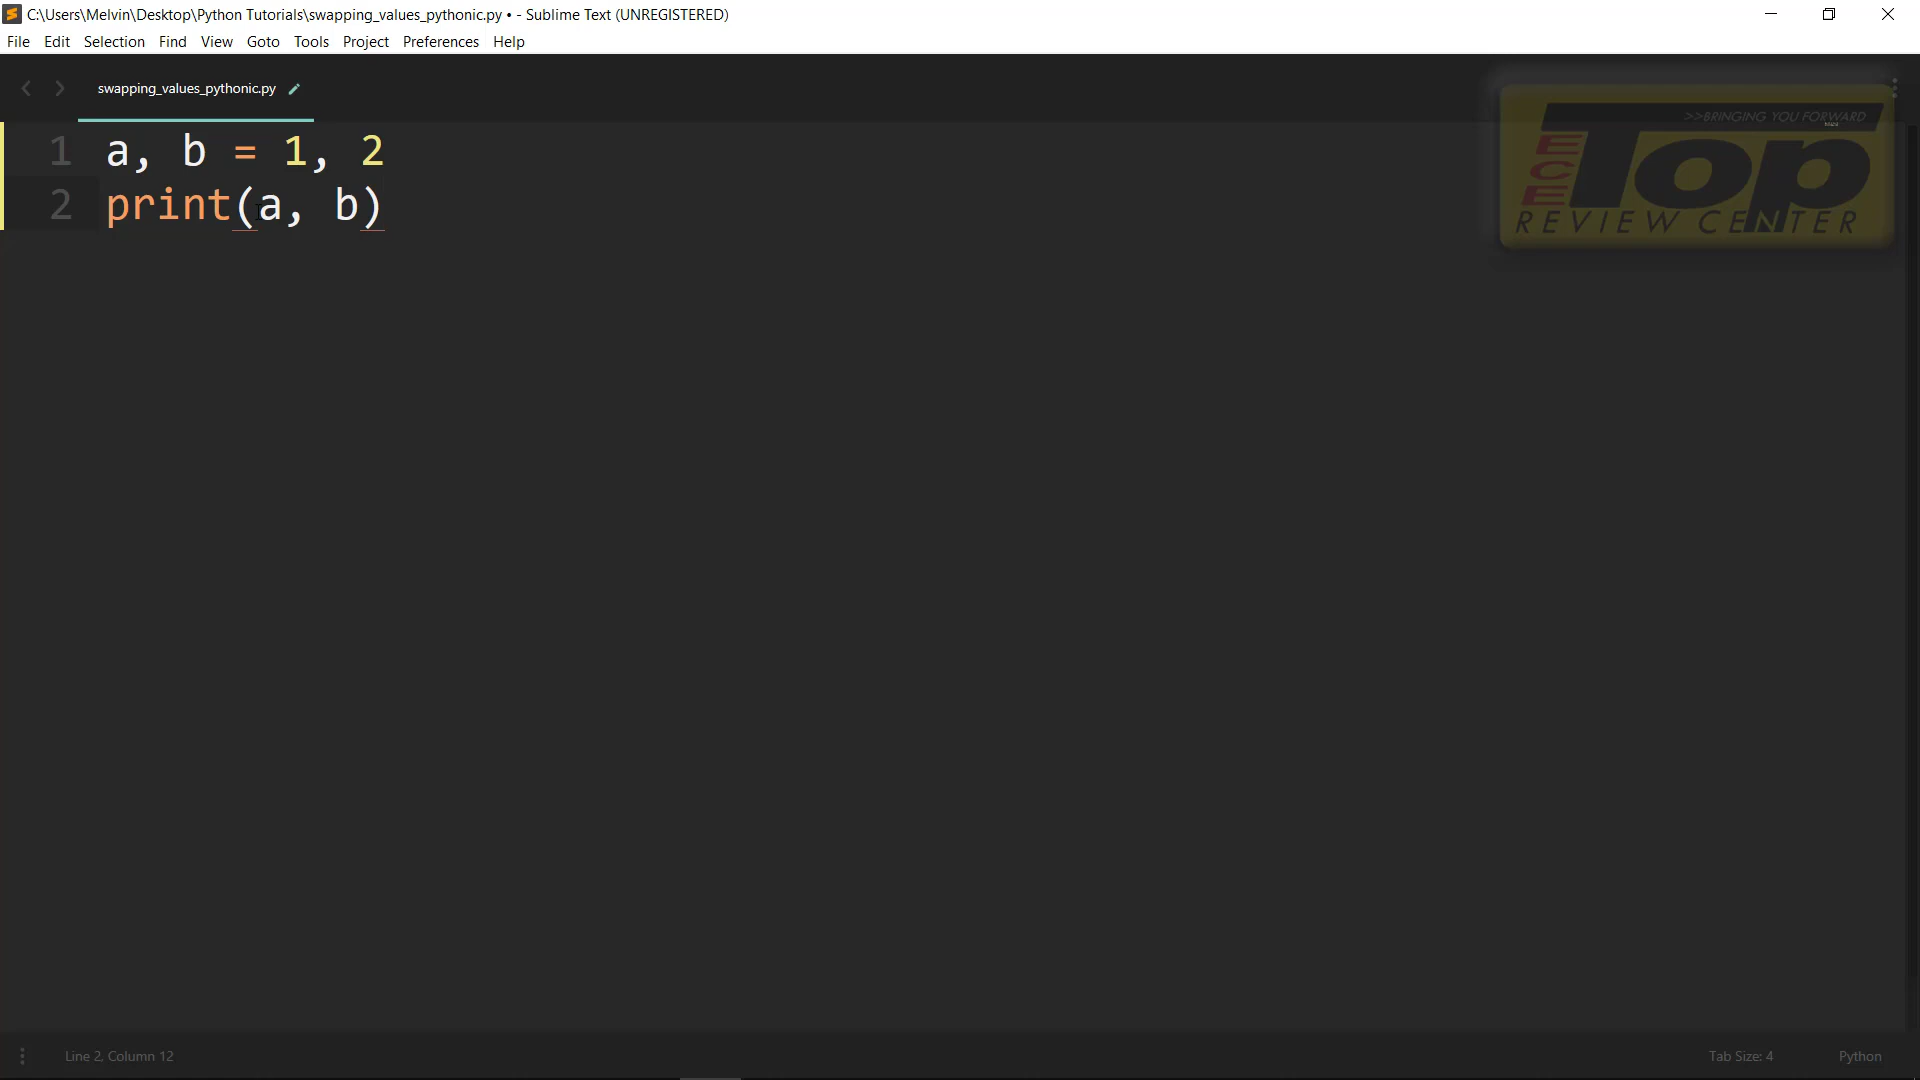 C:\Users\Melvin\Desktop\Python Tutorials\swapping_values_pythonic.py • - Sublime Text (UNREGISTERED)
File Edit Selection Find View Goto Tools Project Preferences Help
swapping_values_pythonic.py
>>BRINGING YOU FORWARD
ECE Top
REVIEW CENTER
1 a, b = 1, 2
2 print(a, b)
Line 2, Column 12
Tab Size: 4
Python